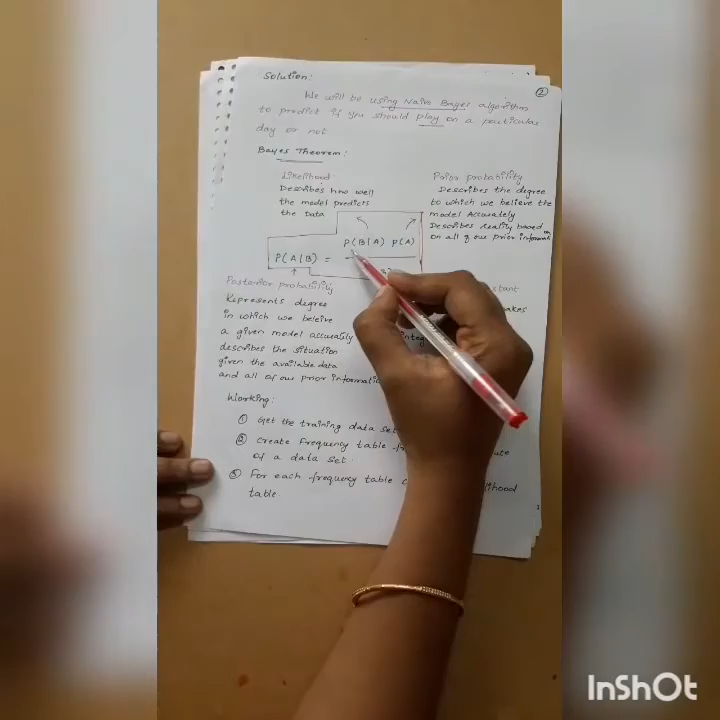 ②
Solution:
We will be using Naive Bayes algorithm
to predict if you should play on a particular
day or not
Bayes Theorem:
Likelihood:
Describes how well
the model predicts
the Data
Prior probability
Describes the degree
to which we believe the
model Accurately
Describes reality based
on all of our prior information
P(B|A) P(A)
P(A|B) =
Posterior probability
Represents degree
in which we beleive
a given model accurately
describes the situation
given the available data
and all of our prior information
Working:
① Get the training data set
② Create Frequency table
of a data set.
③ For each frequency table
table.
InShOt